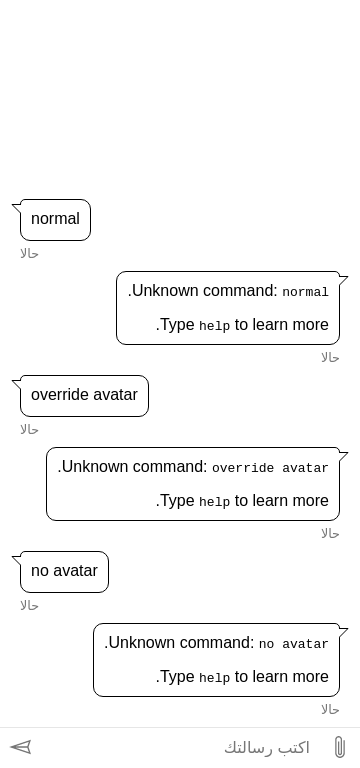 normal
حالا
Unknown command: normal.
Type help to learn more.
حالا
override avatar
حالا
Unknown command: override avatar.
Type help to learn more.
حالا
no avatar
حالا
Unknown command: no avatar.
Type help to learn more.
حالا
اكتب رسالتك